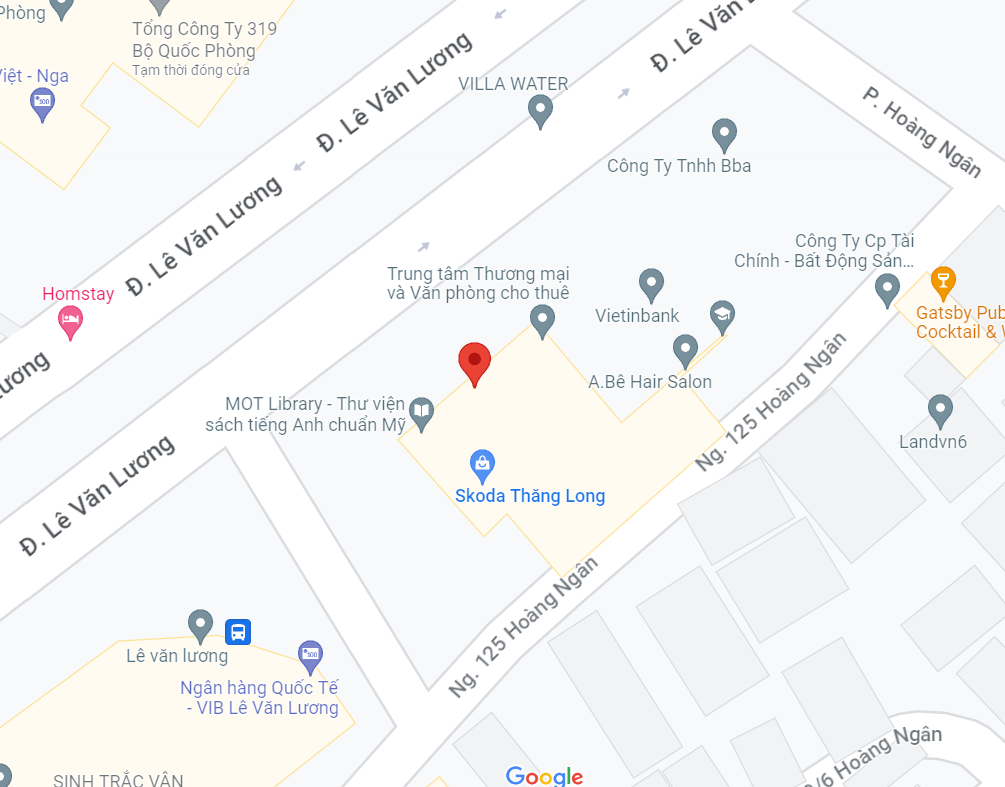 Phòng
Tổng Công Ty 319
Bộ Quốc Phòng
Tạm thời đóng cửa
Việt - Nga
Đ. Lê Văn Lương
Đ. Lê Văn
VILLA WATER
P. Hoàng Ngân
Công Ty Tnhh Bba
Đ. Lê Văn Lương
Công Ty Cp Tài
Chính - Bất Động Sản...
Trung tâm Thương mại
và Văn phòng cho thuê
Homstay
Vietinbank
Gatsby Pub
Cocktail &
A.Bê Hair Salon
Lương
MOT Library - Thư viện
sách tiếng Anh chuẩn Mỹ
Ng. 125 Hoàng Ngân
Landvn6
Skoda Thăng Long
Đ. Lê Văn Lương
Ng. 125 Hoàng Ngân
Lê văn lương
Ngân hàng Quốc Tế
- VIB Lê Văn Lương
/6 Hoàng Ngân
SINH TRẮC VÂN
Google